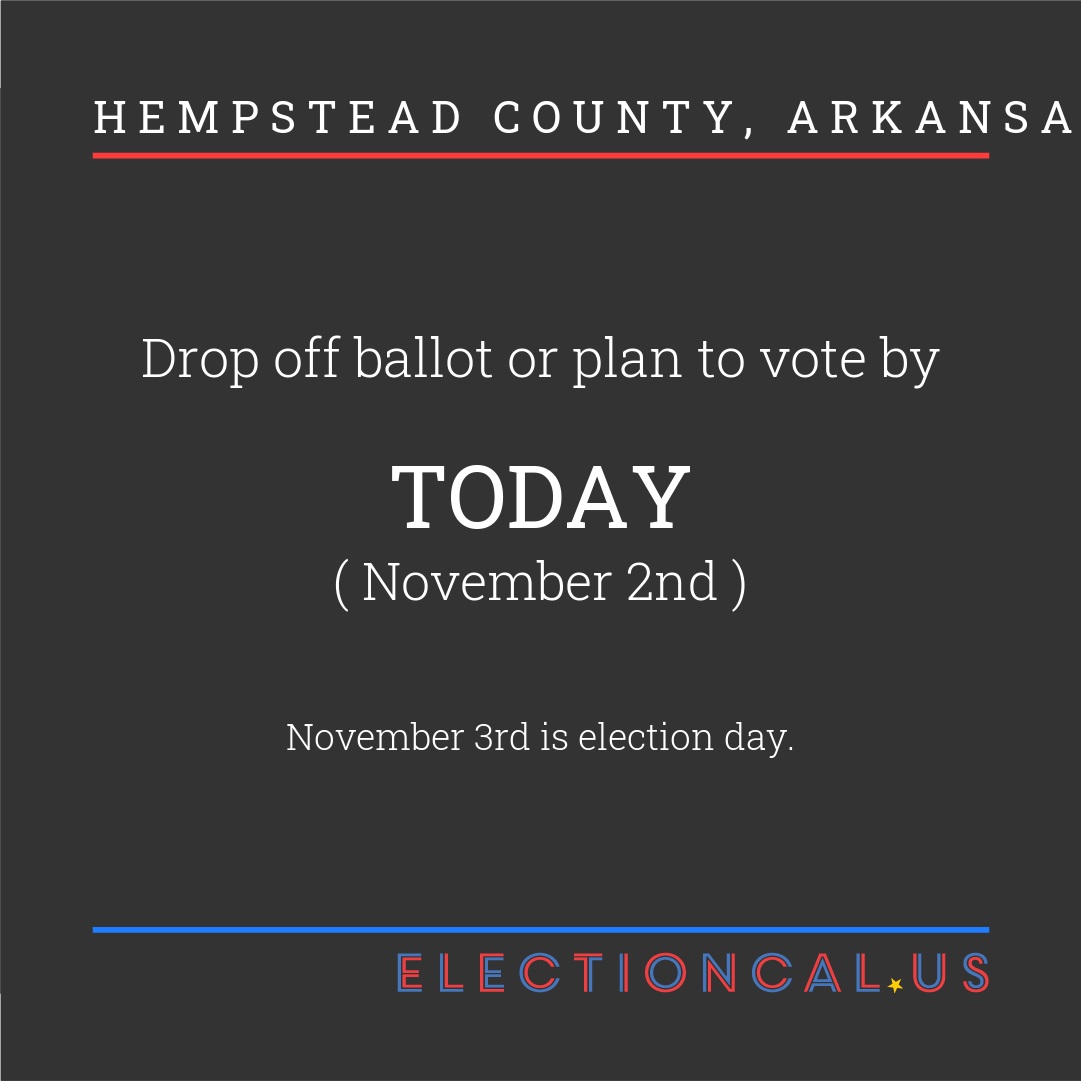 HEMPSTEAD COUNTY, ARKANSA
Drop off ballot or plan to vote by
TODAY
( November 2nd )
November 3rd is election day.
ELECTIONCAL.US